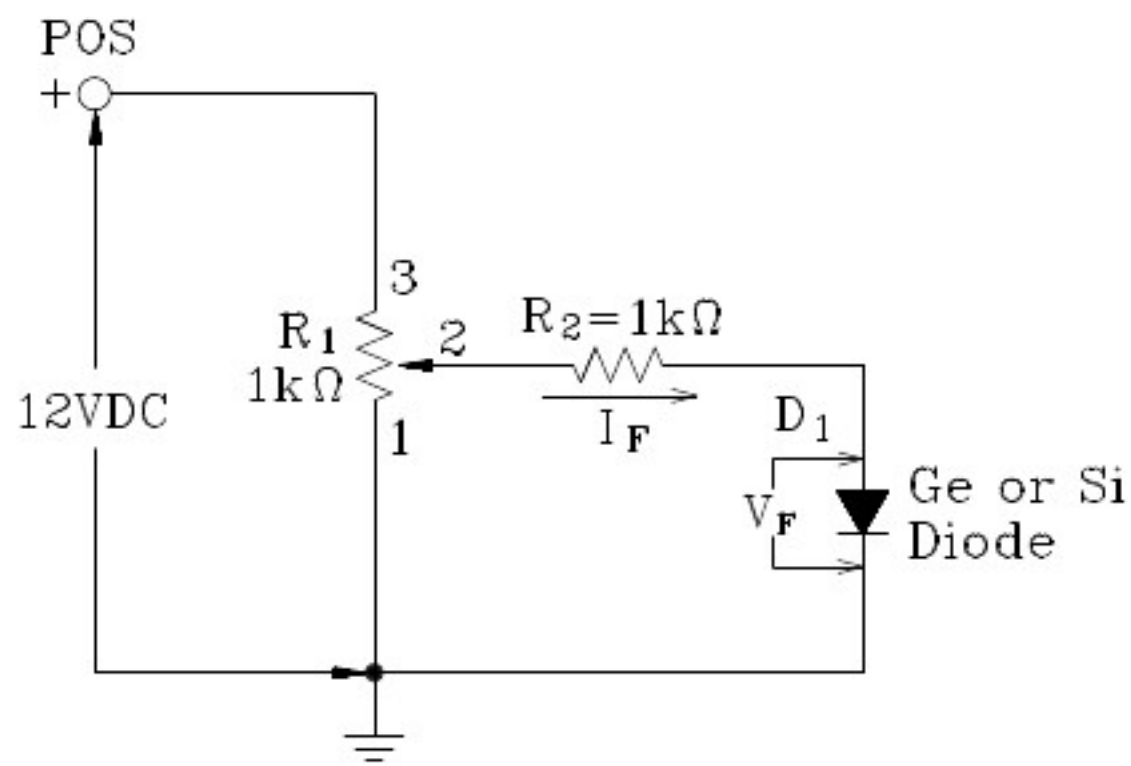 POS
+
3
R1
1kΩ
2
R2=1kΩ
12VDC
1
IF
D1
VF
Ge or Si
Diode